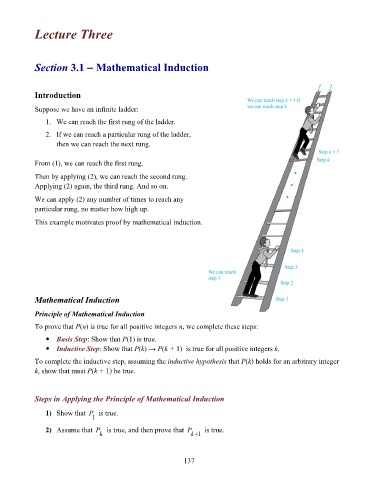 Lecture Three
Section 3.1 – Mathematical Induction
Introduction
Suppose we have an infinite ladder:
1. We can reach the first rung of the ladder.
2. If we can reach a particular rung of the ladder,
then we can reach the next rung.
From (1), we can reach the first rung.
Then by applying (2), we can reach the second rung.
Applying (2) again, the third rung. And so on.
We can apply (2) any number of times to reach any
particular rung, no matter how high up.
This example motivates proof by mathematical induction.
We can reach step k + 1 if
we can reach step k
Step k + 1
Step k
Step 4
Step 3
We can reach
step 1
Step 2
Step 1
Mathematical Induction
Principle of Mathematical Induction
To prove that P(n) is true for all positive integers n, we complete these steps:
• Basis Step: Show that P(1) is true.
• Inductive Step: Show that P(k) → P(k + 1) is true for all positive integers k.
To complete the inductive step, assuming the inductive hypothesis that P(k) holds for an arbitrary integer
k, show that must P(k + 1) be true.
Steps in Applying the Principle of Mathematical Induction
1) Show that P₁ is true.
2) Assume that Pₖ is true, and then prove that Pₖ₊₁ is true.
137